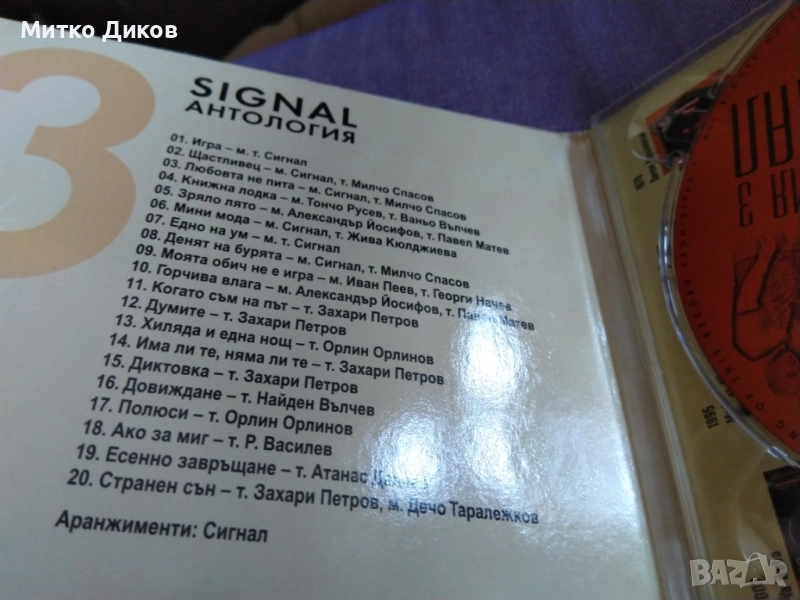 Митко Диков
3
SIGNAL
АНТОЛОГИЯ
01. Игра – м. т. Сигнал
02. Щастливец – м. Сигнал, т. Милчо Спасов
03. Любовта не пита – м. Сигнал, т. Милчо Спасов
04. Книжна лодка – м. Тончо Русев, т. Ваньо Вълчев
05. Зряло лято – м. Александър Йосифов, т. Павел Матев
06. Мини мода – м. Сигнал, т. Жива Кюлджиева
07. Едно на ум – м. т. Сигнал
08. Денят на бурята – м. Сигнал, т. Милчо Спасов
09. Моята обич не е игра – м. Иван Пеев, т. Георги Начев
10. Горчива влага – м. Александър Йосифов, т. Павел Матев
11. Когато съм на път – т. Захари Петров
12. Думите – т. Захари Петров
13. Хиляда и една нощ – т. Орлин Орлинов
14. Има ли те, няма ли те – т. Захари Петров
15. Диктовка – т. Захари Петров
16. Довиждане – т. Найден Вълчев
17. Полюси – т. Орлин Орлинов
18. Ако за миг – т. Р. Василев
19. Есенно завръщане – т. Атанас
20. Странен сън – т. Захари Петров, м. Дечо Таралежков
Аранжименти: Сигнал
3
1978
1995
BAZAR